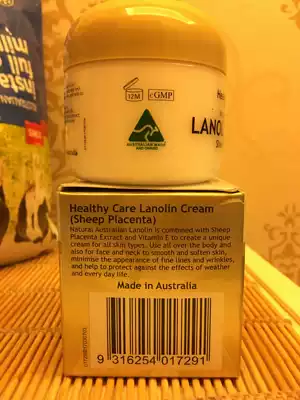 12M
cGMP
LANOL
AUSTRALIAN MADE
AND OWNED
Healthy Care Lanolin Cream
(Sheep Placenta)
Natural Australian Lanolin is combined with Sheep
Placenta Extract and Vitamin E to create a unique
cream for all skin types. Use all over the body and
also for face and neck to smooth and soften skin,
minimise the appearance of fine lines and wrinkles,
and help to protect against the effects of weather
and every day life.
Made in Australia
9 316254 017291